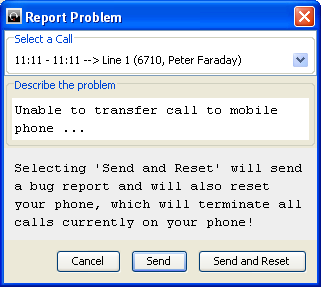 Report Problem
Select a Call
11:11 - 11:11 --> Line 1 (6710, Peter Faraday)
Describe the problem
Unable to transfer call to mobile
phone ...
Selecting 'Send and Reset' will send
a bug report and will also reset
your phone, which will terminate all
calls currently on your phone!
Cancel
Send
Send and Reset